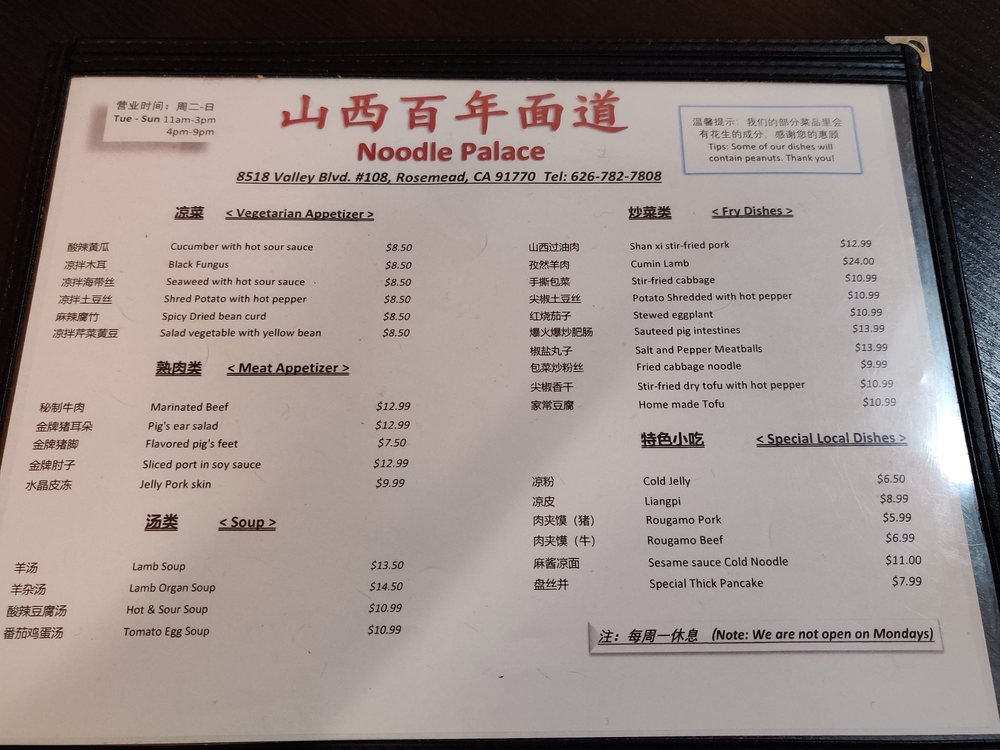 营业时间：周二-日
Tue - Sun 11am-3pm
4pm-9pm
山西百年面道
Noodle Palace
8518 Valley Blvd. #108, Rosemead, CA 91770 Tel: 626-782-7808
温馨提示：我们的部分菜品里会
有花生的成分，感谢您的惠顾
Tips: Some of our dishes will
contain peanuts. Thank you!
凉菜 < Vegetarian Appetizer >
酸辣黄瓜 Cucumber with hot sour sauce $8.50
凉拌木耳 Black Fungus $8.50
凉拌海带丝 Seaweed with hot sour sauce $8.50
凉拌土豆丝 Shred Potato with hot pepper $8.50
麻辣腐竹 Spicy Dried bean curd $8.50
凉拌芹菜黄豆 Salad vegetable with yellow bean $8.50
熟肉类 < Meat Appetizer >
秘制牛肉 Marinated Beef $12.99
金牌猪耳朵 Pig's ear salad $12.99
金牌猪脚 Flavored pig's feet $7.50
金牌肘子 Sliced port in soy sauce $12.99
水晶皮冻 Jelly Pork skin $9.99
汤类 < Soup >
羊汤 Lamb Soup $13.50
羊杂汤 Lamb Organ Soup $14.50
酸辣豆腐汤 Hot & Sour Soup $10.99
番茄鸡蛋汤 Tomato Egg Soup $10.99
炒菜类 < Fry Dishes >
山西过油肉 Shan xi stir-fried pork $12.99
孜然羊肉 Cumin Lamb $24.00
手撕包菜 Stir-fried cabbage $10.99
尖椒土豆丝 Potato Shredded with hot pepper $10.99
红烧茄子 Stewed eggplant $10.99
爆火爆炒肥肠 Sauteed pig intestines $13.99
椒盐丸子 Salt and Pepper Meatballs $13.99
包菜炒粉丝 Fried cabbage noodle $9.99
尖椒香干 Stir-fried dry tofu with hot pepper $10.99
家常豆腐 Home made Tofu $10.99
特色小吃 < Special Local Dishes >
凉粉 Cold Jelly $6.50
凉皮 Liangpi $8.99
肉夹馍（猪） Rougamo Pork $5.99
肉夹馍（牛） Rougamo Beef $6.99
麻酱凉面 Sesame sauce Cold Noodle $11.00
盘丝并 Special Thick Pancake $7.99
注：每周一休息 (Note: We are not open on Mondays)